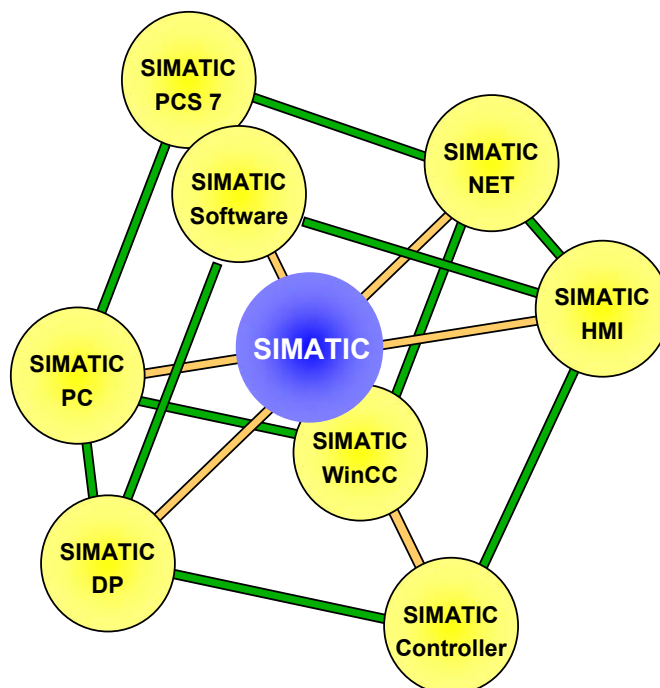 SIMATIC
PCS 7
SIMATIC
NET
SIMATIC
Software
SIMATIC
HMI
SIMATIC
SIMATIC
PC
SIMATIC
WinCC
SIMATIC
DP
SIMATIC
Controller